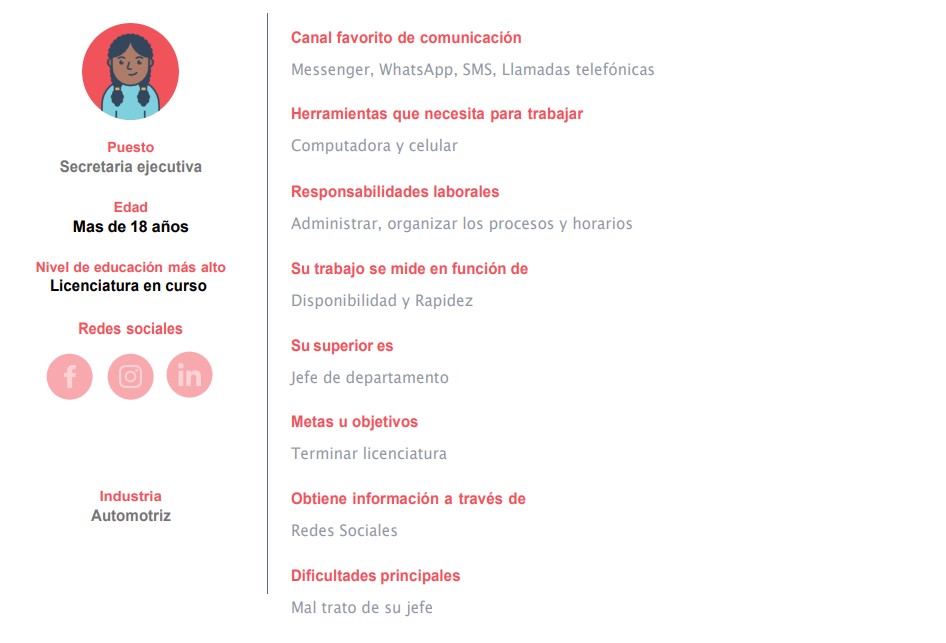 Puesto
Secretaria ejecutiva
Edad
Mas de 18 años
Nivel de educación más alto
Licenciatura en curso
Redes sociales
f
in
Industria
Automotriz
Canal favorito de comunicación
Messenger, WhatsApp, SMS, Llamadas telefónicas
Herramientas que necesita para trabajar
Computadora y celular
Responsabilidades laborales
Administrar, organizar los procesos y horarios
Su trabajo se mide en función de
Disponibilidad y Rapidez
Su superior es
Jefe de departamento
Metas u objetivos
Terminar licenciatura
Obtiene información a través de
Redes Sociales
Dificultades principales
Mal trato de su jefe